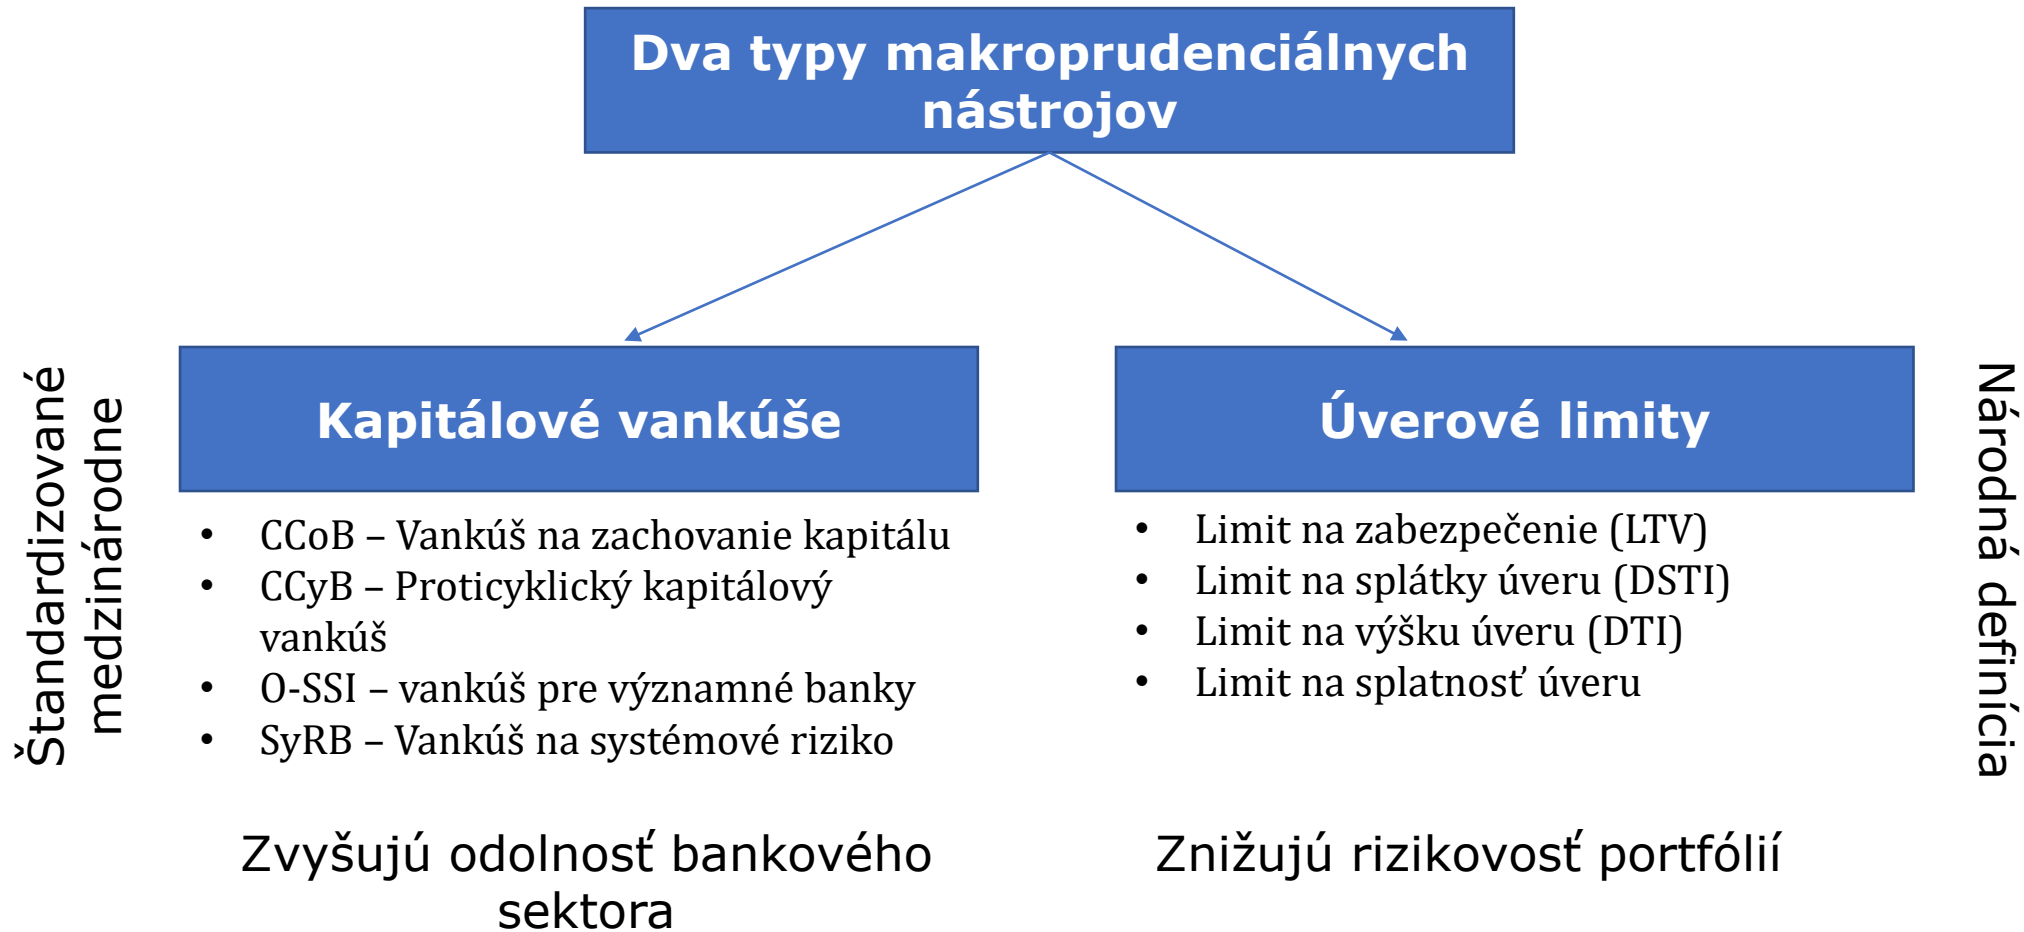 Dva typy makroprudenciálnych
nástrojov
Štandardizované
medzinárodne
Kapitálové vankúše
• CCoB – Vankúš na zachovanie kapitálu
• CCyB – Proticyklický kapitálový
vankúš
• O-SSI – vankúš pre významné banky
• SyRB – Vankúš na systémové riziko
Zvyšujú odolnosť bankového
sektora
Úverové limity
• Limit na zabezpečenie (LTV)
• Limit na splátky úveru (DSTI)
• Limit na výšku úveru (DTI)
• Limit na splatnosť úveru
Znižujú rizikovosť portfólií
Národná definícia